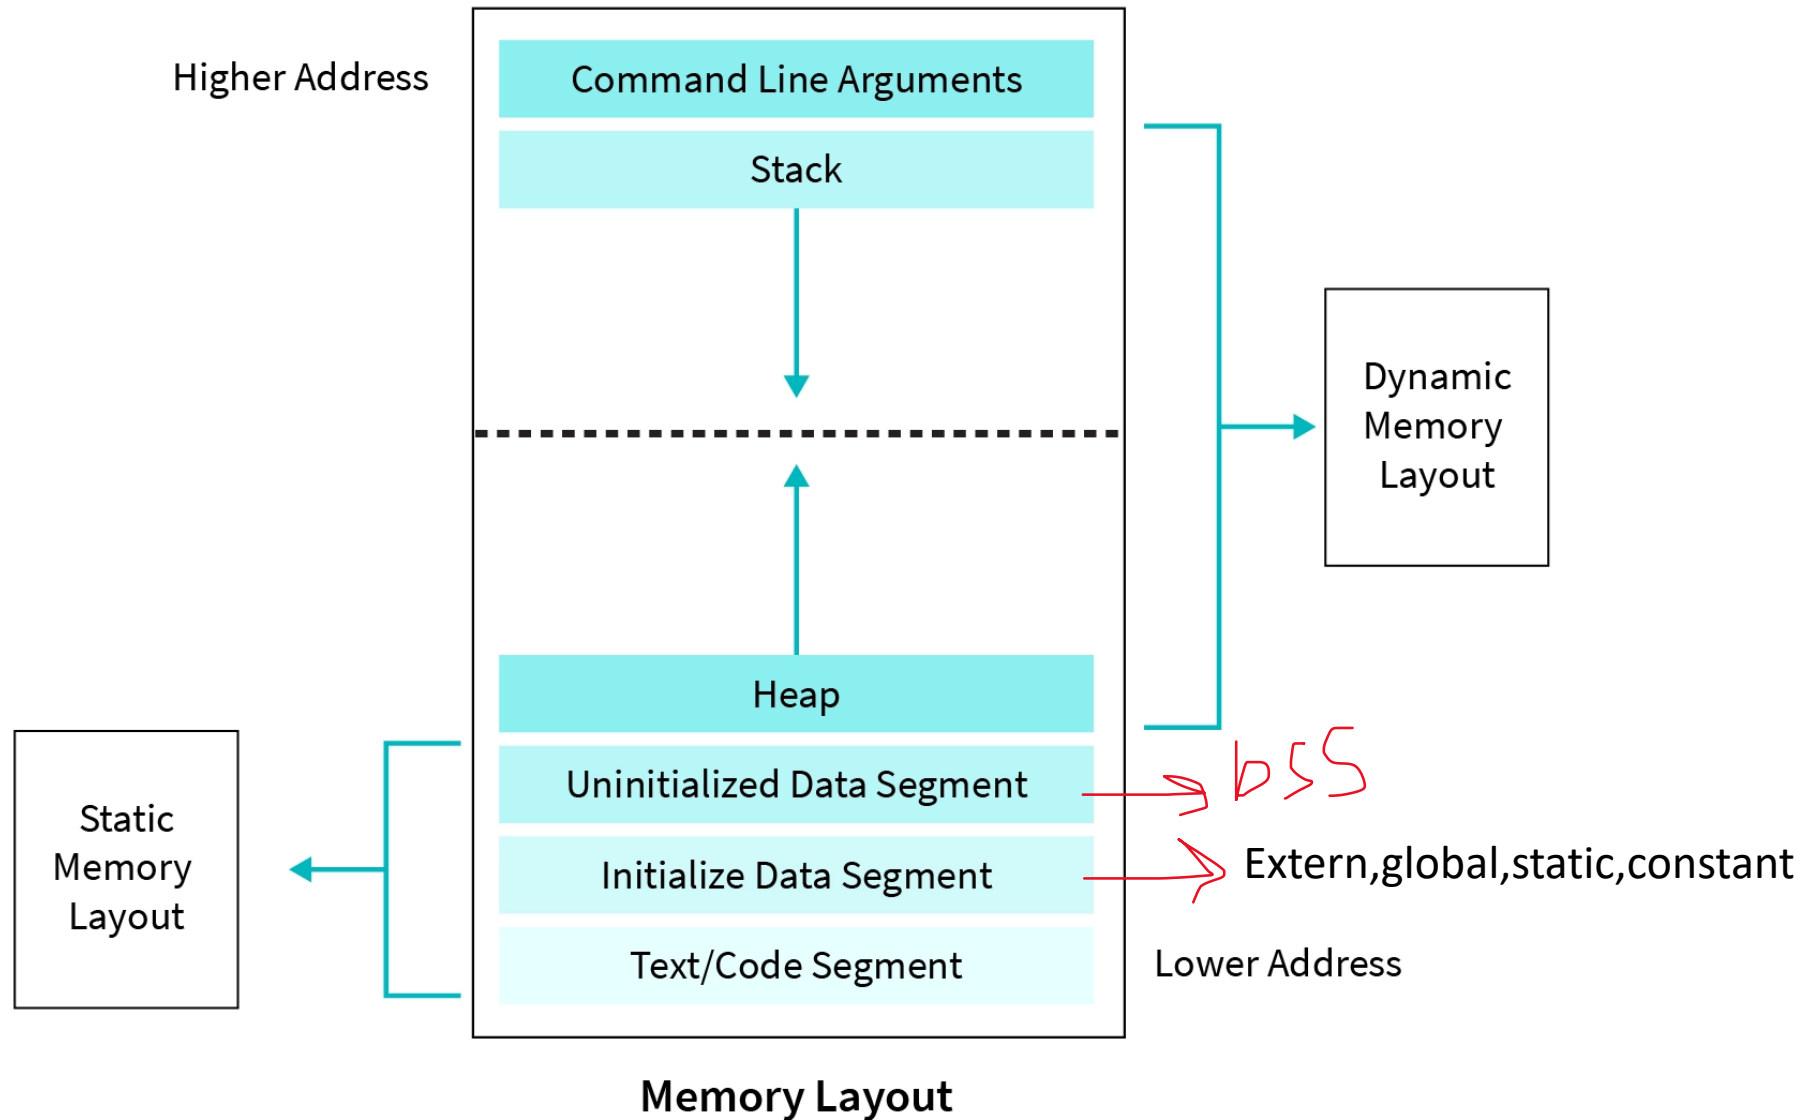 Higher Address
Command Line Arguments
Stack
Dynamic
Memory
Layout
Heap
Uninitialized Data Segment
bss
Static
Memory
Layout
Initialize Data Segment
Extern,global,static,constant
Text/Code Segment
Lower Address
Memory Layout